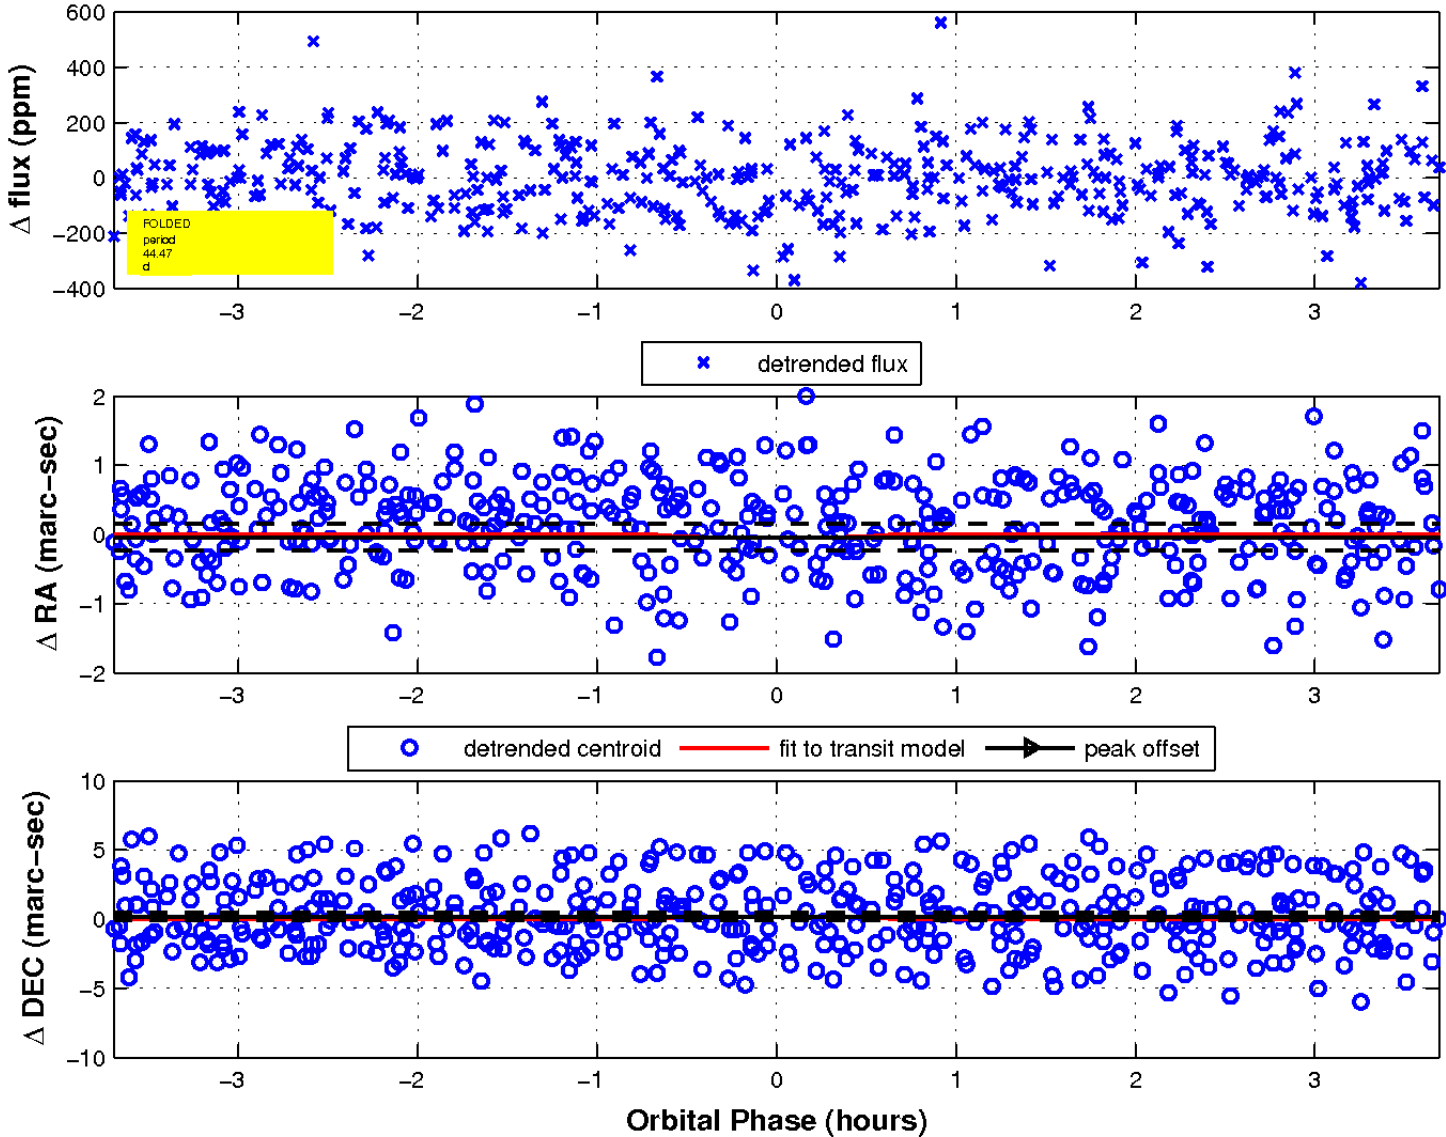 600
400
200
0
−200
−400
Δ flux (ppm)
FOLDED
period
44.47
d
−3 −2 −1 0 1 2 3
detrended flux
2
1
0
−1
−2
Δ RA (marc−sec)
−3 −2 −1 0 1 2 3
detrended centroid fit to transit model peak offset
10
5
0
−5
−10
Δ DEC (marc−sec)
−3 −2 −1 0 1 2 3
Orbital Phase (hours)